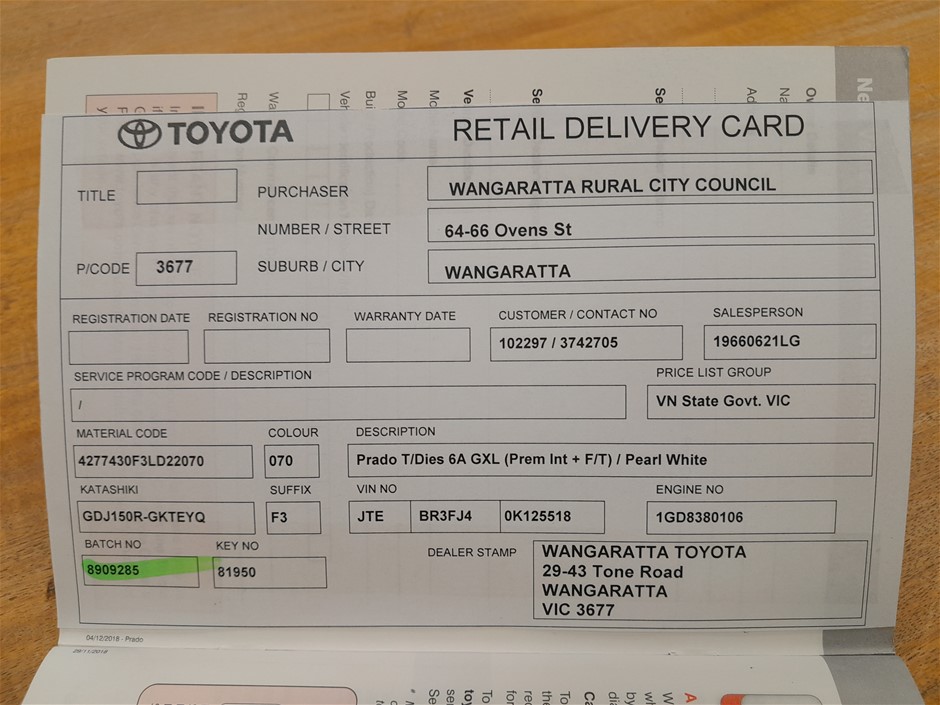 TOYOTA RETAIL DELIVERY CARD
TITLE
PURCHASER WANGARATTA RURAL CITY COUNCIL
NUMBER / STREET 64-66 Ovens St
P/CODE 3677 SUBURB / CITY WANGARATTA
REGISTRATION DATE REGISTRATION NO WARRANTY DATE CUSTOMER / CONTACT NO SALESPERSON
102297 / 3742705 19660621LG
SERVICE PROGRAM CODE / DESCRIPTION PRICE LIST GROUP
/ VN State Govt. VIC
MATERIAL CODE COLOUR DESCRIPTION
4277430F3LD22070 070 Prado T/Dies 6A GXL (Prem Int + F/T) / Pearl White
KATASHIKI SUFFIX VIN NO ENGINE NO
GDJ150R-GKTEYQ F3 JTE BR3FJ4 0K125518 1GD8380106
BATCH NO KEY NO DEALER STAMP
8909285 81950
WANGARATTA TOYOTA
29-43 Tone Road
WANGARATTA
VIC 3677
04/12/2018 - Prado
29/11/2018